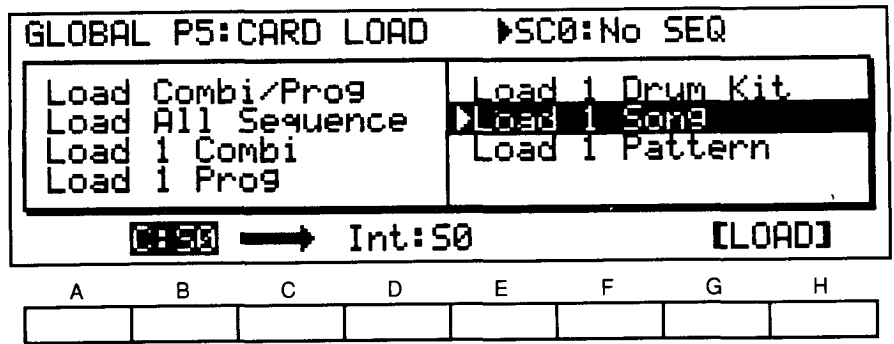 GLOBAL P5:CARD LOAD ▶SC0:No SEQ
Load Combi/Prog
Load All Sequence
Load 1 Combi
Load 1 Prog
Load 1 Drum Kit
▶Load 1 Song
Load 1 Pattern
C:S0 → Int:S0 [LOAD]
A B C D E F G H